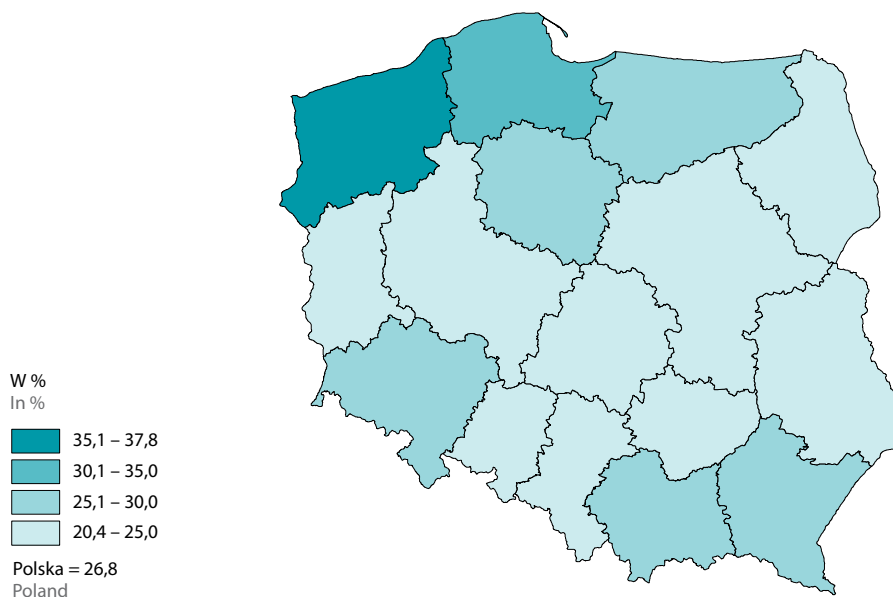 W %
In %
35,1 – 37,8
30,1 – 35,0
25,1 – 30,0
20,4 – 25,0
Polska = 26,8
Poland